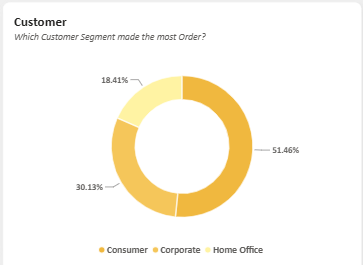 Customer
Which Customer Segment made the most Order?
18.41%
51.46%
30.13%
Consumer Corporate Home Office